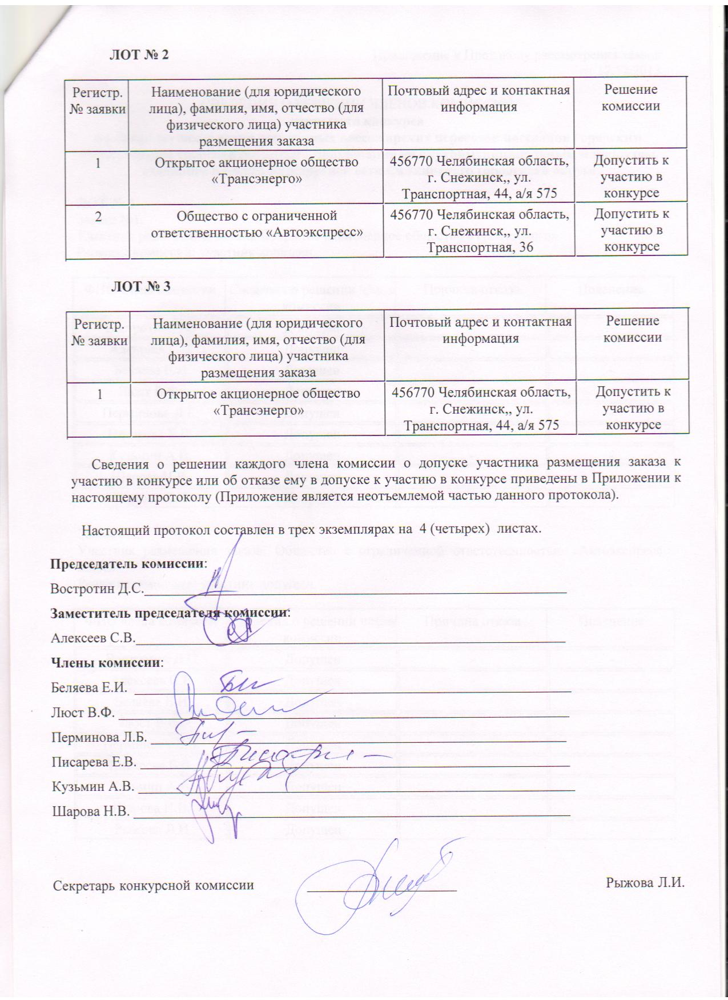 ЛОТ № 2
Регистр. № заявки
Наименование (для юридического лица), фамилия, имя, отчество (для физического лица) участника размещения заказа
Почтовый адрес и контактная информация
Решение комиссии
1
Открытое акционерное общество «Трансэнерго»
456770 Челябинская область, г. Снежинск,, ул. Транспортная, 44, а/я 575
Допустить к участию в конкурсе
2
Общество с ограниченной ответственностью «Автоэкспресс»
456770 Челябинская область, г. Снежинск,, ул. Транспортная, 36
Допустить к участию в конкурсе
ЛОТ № 3
Регистр. № заявки
Наименование (для юридического лица), фамилия, имя, отчество (для физического лица) участника размещения заказа
Почтовый адрес и контактная информация
Решение комиссии
1
Открытое акционерное общество «Трансэнерго»
456770 Челябинская область, г. Снежинск,, ул. Транспортная, 44, а/я 575
Допустить к участию в конкурсе
Сведения о решении каждого члена комиссии о допуске участника размещения заказа к
участию в конкурсе или об отказе ему в допуске к участию в конкурсе приведены в Приложении к
настоящему протоколу (Приложение является неотъемлемой частью данного протокола).
Настоящий протокол составлен в трех экземплярах на 4 (четырех) листах.
Председатель комиссии:
Востротин Д.С.
Заместитель председателя комиссии:
Алексеев С.В.
Члены комиссии:
Беляева Е.И.
Люст В.Ф.
Перминова Л.Б.
Писарева Е.В.
Кузьмин А.В.
Шарова Н.В.
Секретарь конкурсной комиссии Рыжова Л.И.